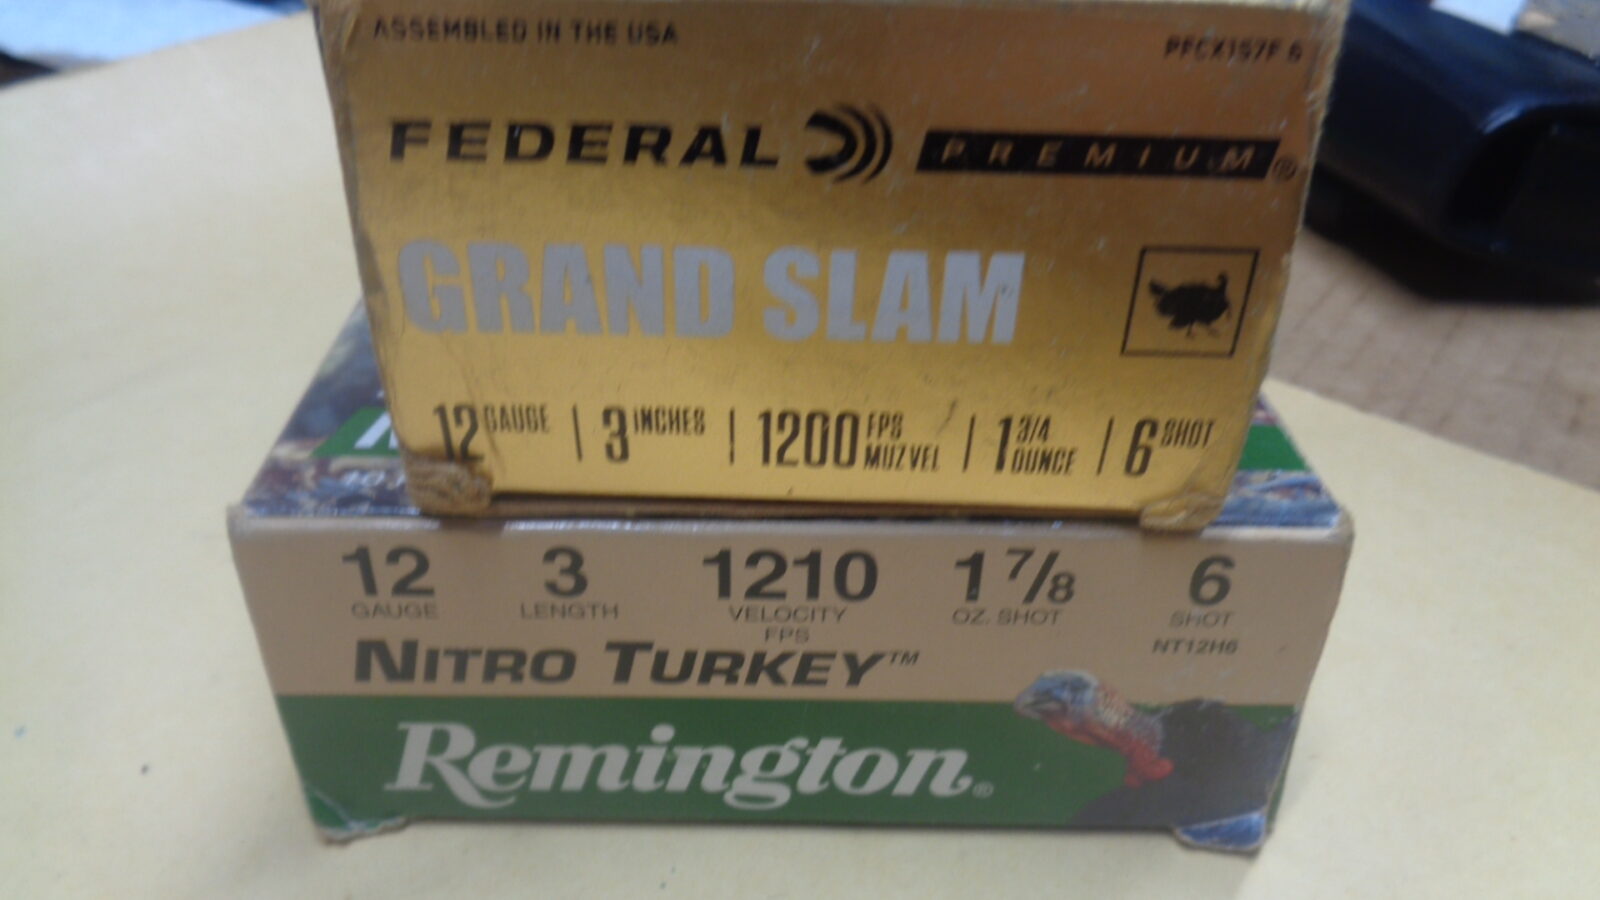 ASSEMBLED IN THE USA PFCX157F 6
FEDERAL PREMIUM®
GRAND SLAM
12 GAUGE | 3 INCHES | 1200 FPS MUZ VEL | 1 3/4 OUNCE | 6 SHOT
12 GAUGE 3 LENGTH 1210 VELOCITY FPS 1 7/8 OZ. SHOT 6 SHOT
NT12H6
NITRO TURKEY™
Remington®